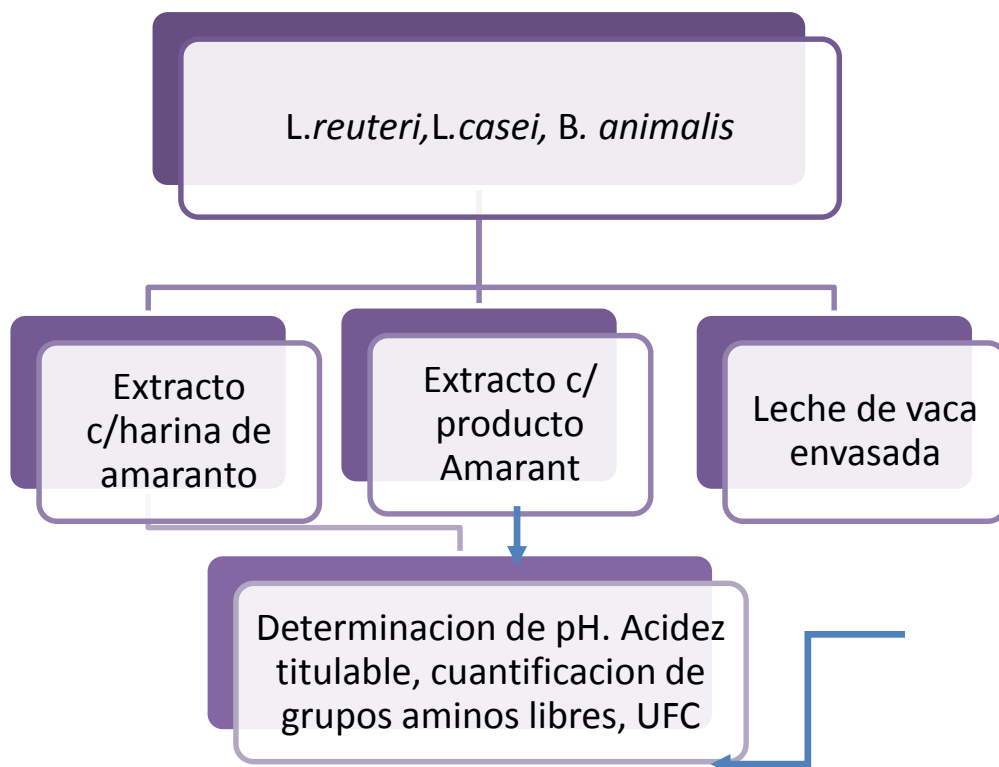 L.reuteri,L.casei, B. animalis
Extracto
c/harina de
amaranto
Extracto c/
producto
Amarant
Leche de vaca
envasada
Determinacion de pH. Acidez
titulable, cuantificacion de
grupos aminos libres, UFC